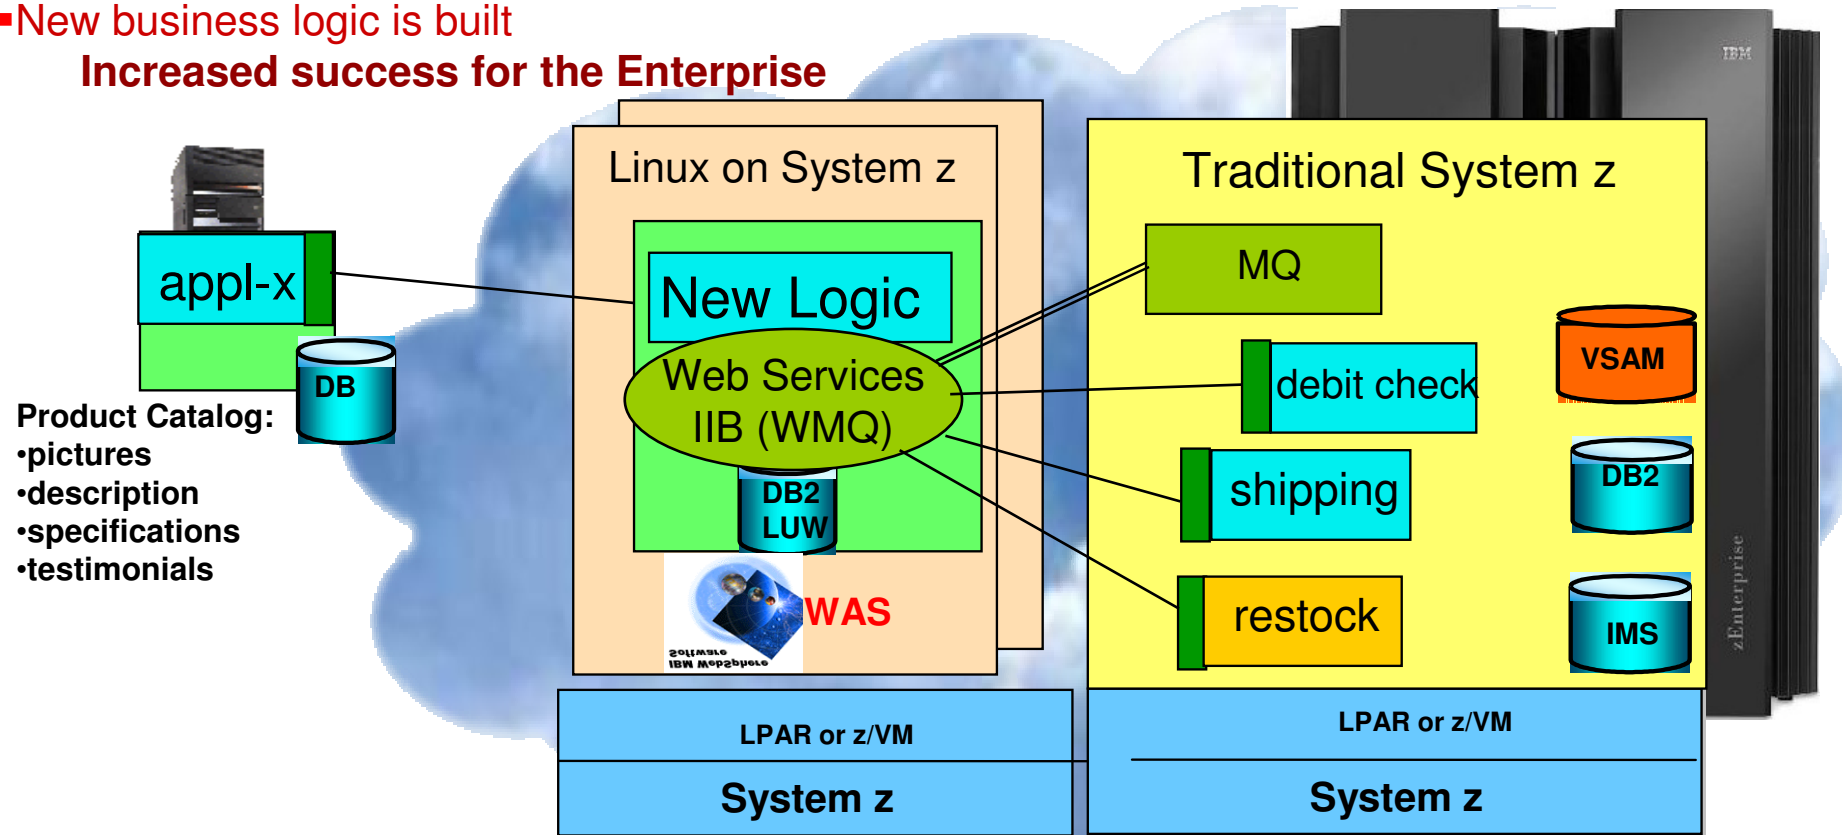 ▪New business logic is built
Increased success for the Enterprise
IBM
Linux on System z
Traditional System z
appl-x
New Logic
MQ
Web Services
IIB (WMQ)
debit check
VSAM
DB
Product Catalog:
•pictures
•description
•specifications
•testimonials
DB2
LUW
shipping
DB2
restock
IMS
WAS
Software
IBM WebSphere
zEnterprise
LPAR or z/VM
LPAR or z/VM
System z
System z